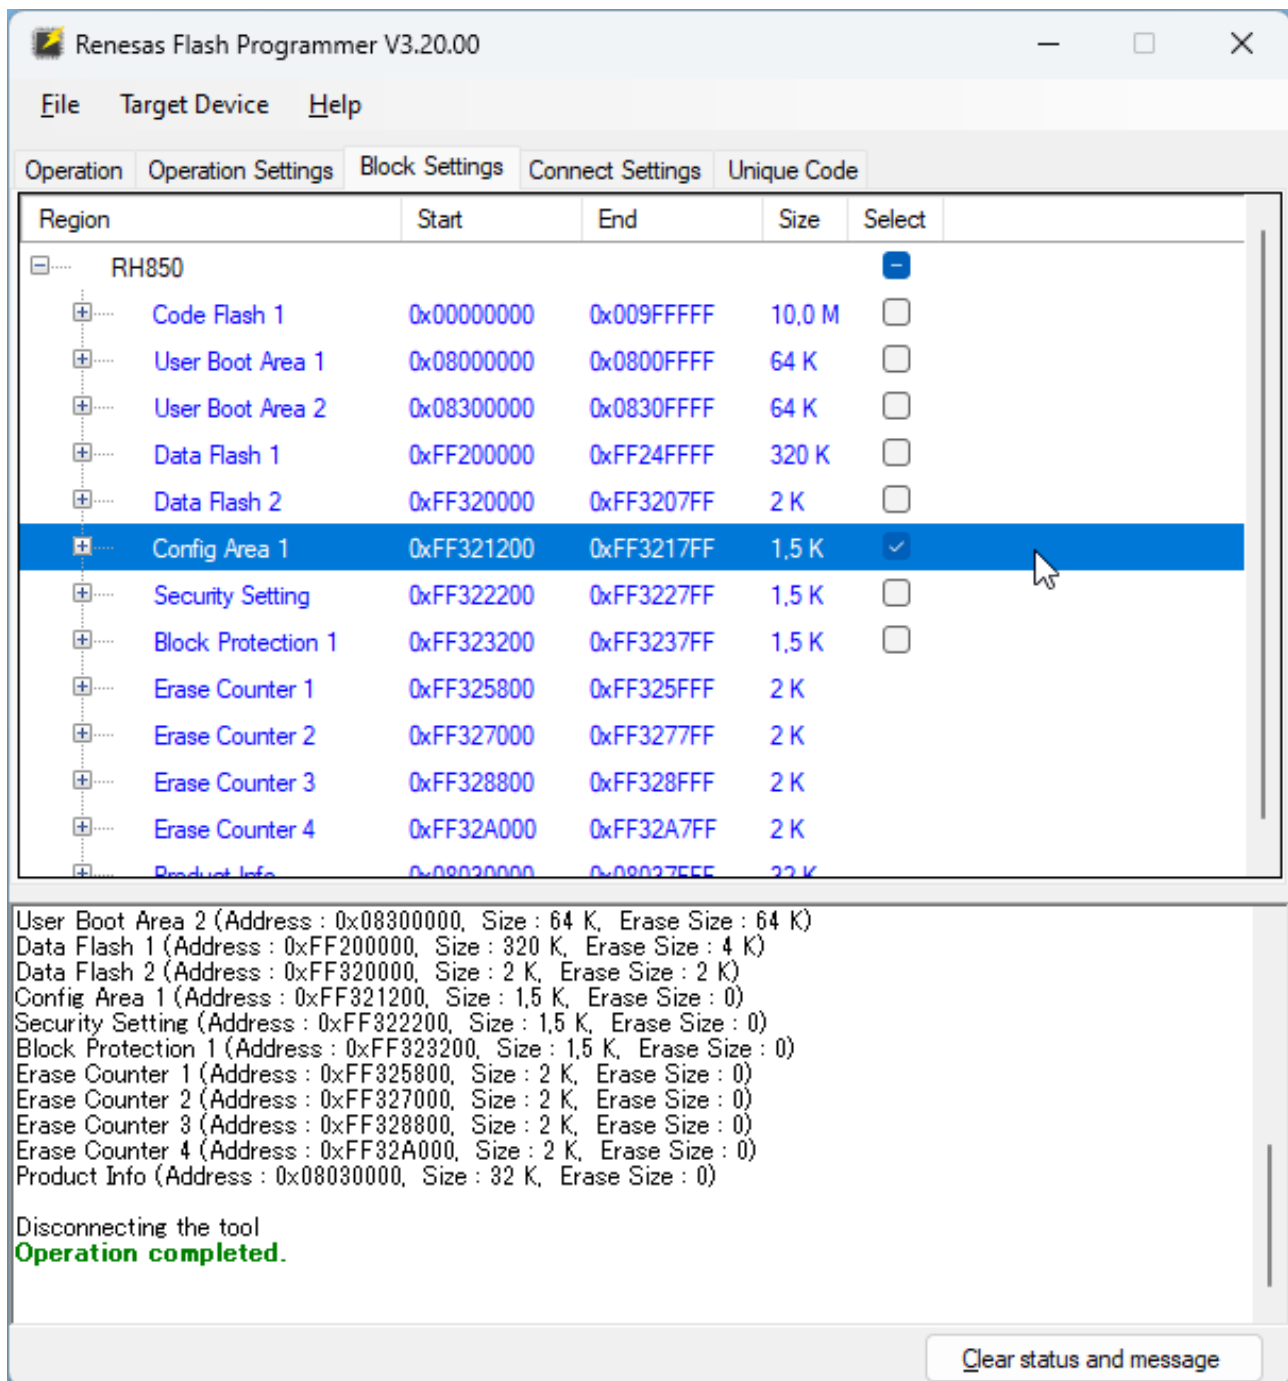 Renesas Flash Programmer V3.20.00
File Target Device Help
Operation Operation Settings Block Settings Connect Settings Unique Code
Region Start End Size Select
RH850
Code Flash 1 0x00000000 0x009FFFFF 10,0 M
User Boot Area 1 0x08000000 0x0800FFFF 64 K
User Boot Area 2 0x08300000 0x0830FFFF 64 K
Data Flash 1 0xFF200000 0xFF24FFFF 320 K
Data Flash 2 0xFF320000 0xFF3207FF 2 K
Config Area 1 0xFF321200 0xFF3217FF 1,5 K
Security Setting 0xFF322200 0xFF3227FF 1,5 K
Block Protection 1 0xFF323200 0xFF3237FF 1,5 K
Erase Counter 1 0xFF325800 0xFF325FFF 2 K
Erase Counter 2 0xFF327000 0xFF3277FF 2 K
Erase Counter 3 0xFF328800 0xFF328FFF 2 K
Erase Counter 4 0xFF32A000 0xFF32A7FF 2 K
Product Info 0x08030000 0x08037FFF 32 K
User Boot Area 2 (Address : 0x08300000, Size : 64 K, Erase Size : 64 K)
Data Flash 1 (Address : 0xFF200000, Size : 320 K, Erase Size : 4 K)
Data Flash 2 (Address : 0xFF320000, Size : 2 K, Erase Size : 2 K)
Config Area 1 (Address : 0xFF321200, Size : 1,5 K, Erase Size : 0)
Security Setting (Address : 0xFF322200, Size : 1,5 K, Erase Size : 0)
Block Protection 1 (Address : 0xFF323200, Size : 1,5 K, Erase Size : 0)
Erase Counter 1 (Address : 0xFF325800, Size : 2 K, Erase Size : 0)
Erase Counter 2 (Address : 0xFF327000, Size : 2 K, Erase Size : 0)
Erase Counter 3 (Address : 0xFF328800, Size : 2 K, Erase Size : 0)
Erase Counter 4 (Address : 0xFF32A000, Size : 2 K, Erase Size : 0)
Product Info (Address : 0x08030000, Size : 32 K, Erase Size : 0)
Disconnecting the tool
Operation completed.
Clear status and message